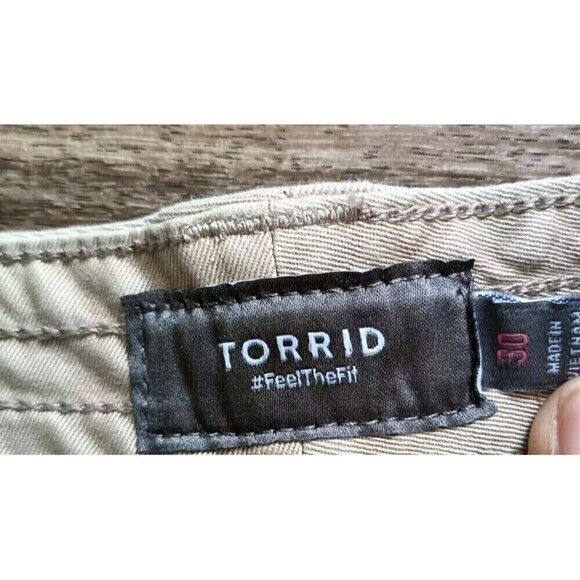 TORRID
#FeelTheFit
30
MADE IN
VIETNAM